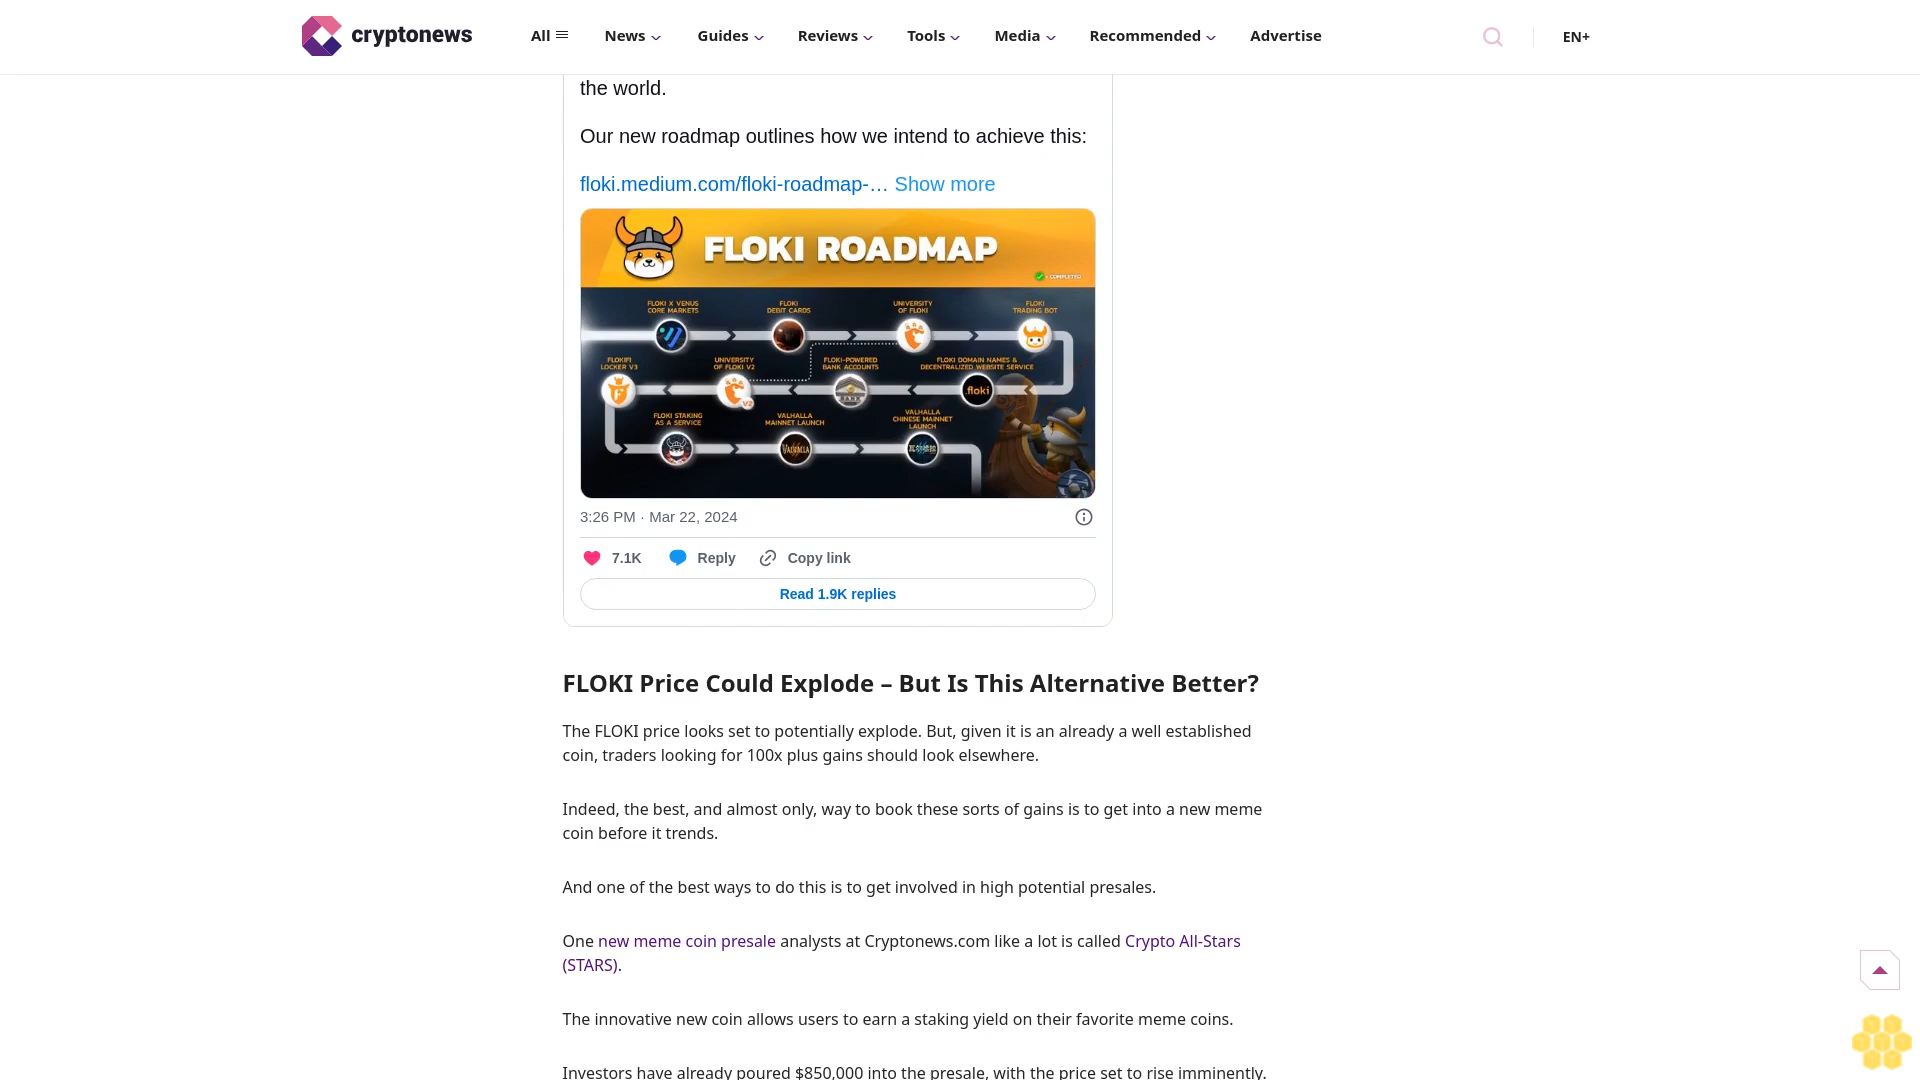 cryptonews
All
News
Guides
Reviews
Tools
Media
Recommended
Advertise
EN+
the world.
Our new roadmap outlines how we intend to achieve this:
floki.medium.com/floki-roadmap-… Show more
FLOKI ROADMAP
- COMPLETED
FLOKI X VENUS
CORE MARKETS
FLOKI
DEBIT CARDS
UNIVERSITY
OF FLOKI
FLOKI
TRADING BOT
FLOKIFI
LOCKER V3
UNIVERSITY
OF FLOKI V2
FLOKI-POWERED
BANK ACCOUNTS
FLOKI DOMAIN NAMES &
DECENTRALIZED WEBSITE SERVICE
V2
BANK
.floki
FLOKI STAKING
AS A SERVICE
VALHALLA
MAINNET LAUNCH
VALHALLA
CHINESE MAINNET
LAUNCH
VALHALLA
3:26 PM · Mar 22, 2024
7.1K
Reply
Copy link
Read 1.9K replies
FLOKI Price Could Explode – But Is This Alternative Better?
The FLOKI price looks set to potentially explode. But, given it is an already a well established
coin, traders looking for 100x plus gains should look elsewhere.
Indeed, the best, and almost only, way to book these sorts of gains is to get into a new meme
coin before it trends.
And one of the best ways to do this is to get involved in high potential presales.
One new meme coin presale analysts at Cryptonews.com like a lot is called Crypto All-Stars
(STARS).
The innovative new coin allows users to earn a staking yield on their favorite meme coins.
Investors have already poured $850,000 into the presale, with the price set to rise imminently.